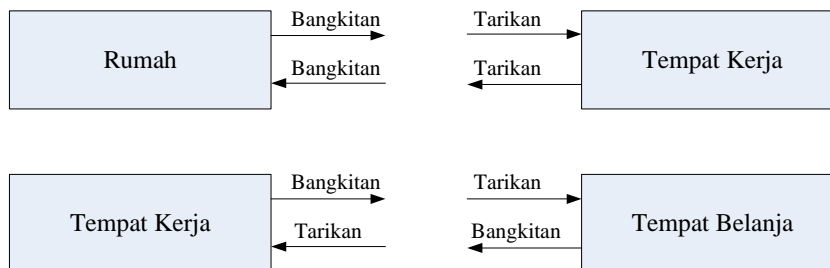 Bangkitan Tarikan
Rumah Tempat Kerja
Bangkitan Tarikan
Bangkitan Tarikan
Tempat Kerja Tempat Belanja
Tarikan Bangkitan